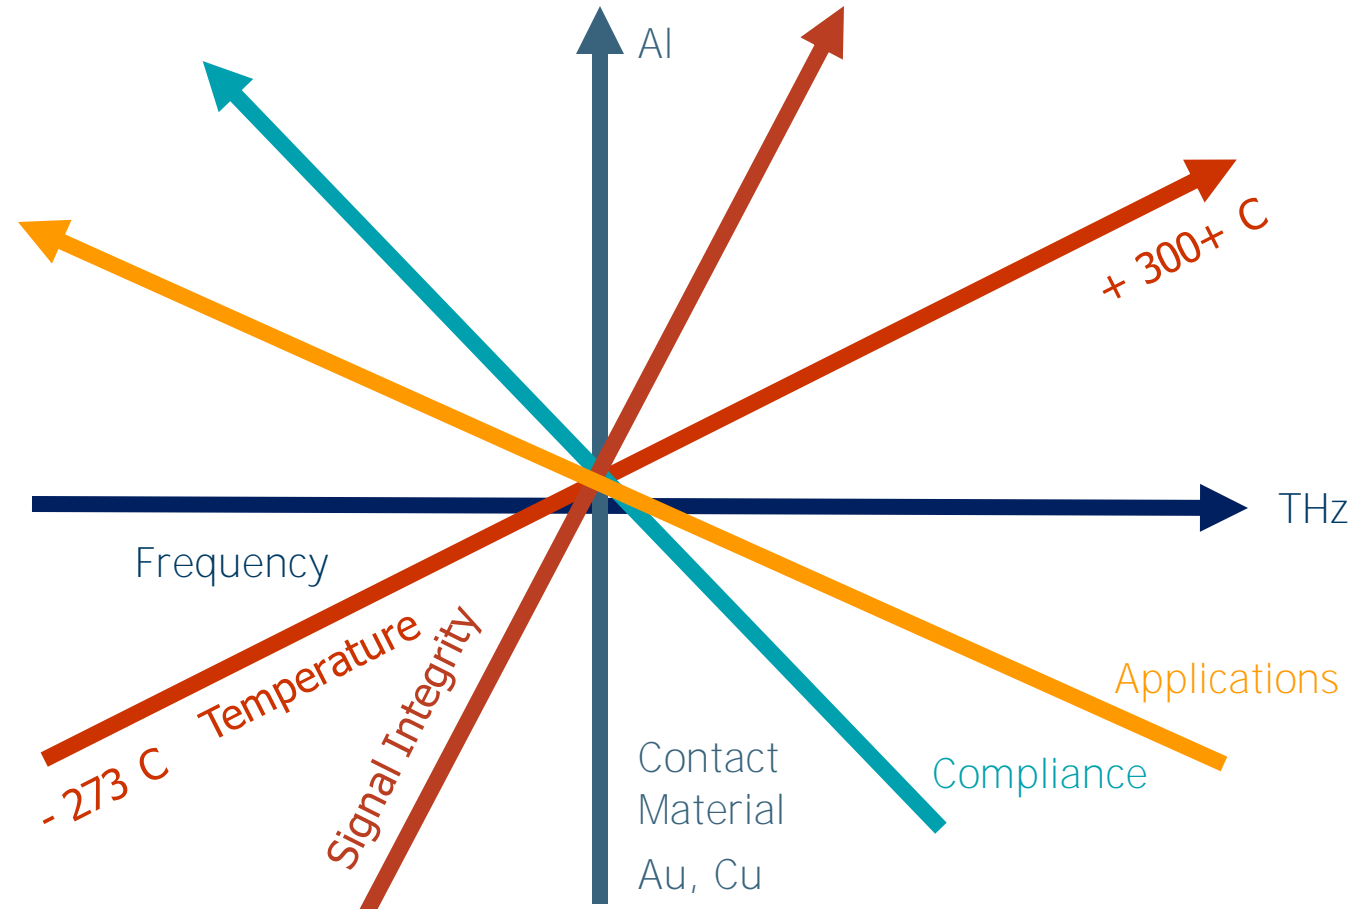 Al
+ 300+ C
THz
Frequency
Temperature
Signal Integrity
- 273 C
Applications
Contact
Material
Compliance
Au, Cu